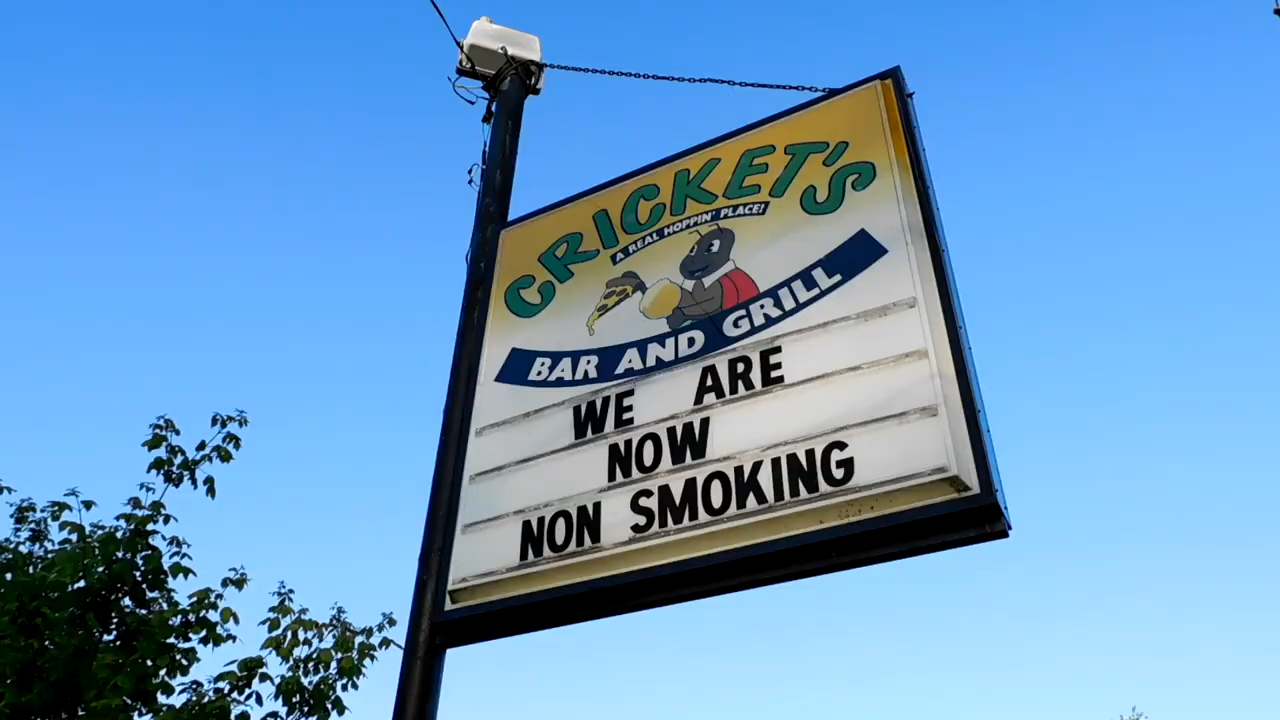 CRICKET'S
A REAL HOPPIN' PLACE!
BAR AND GRILL
WE ARE
NOW
NON SMOKING